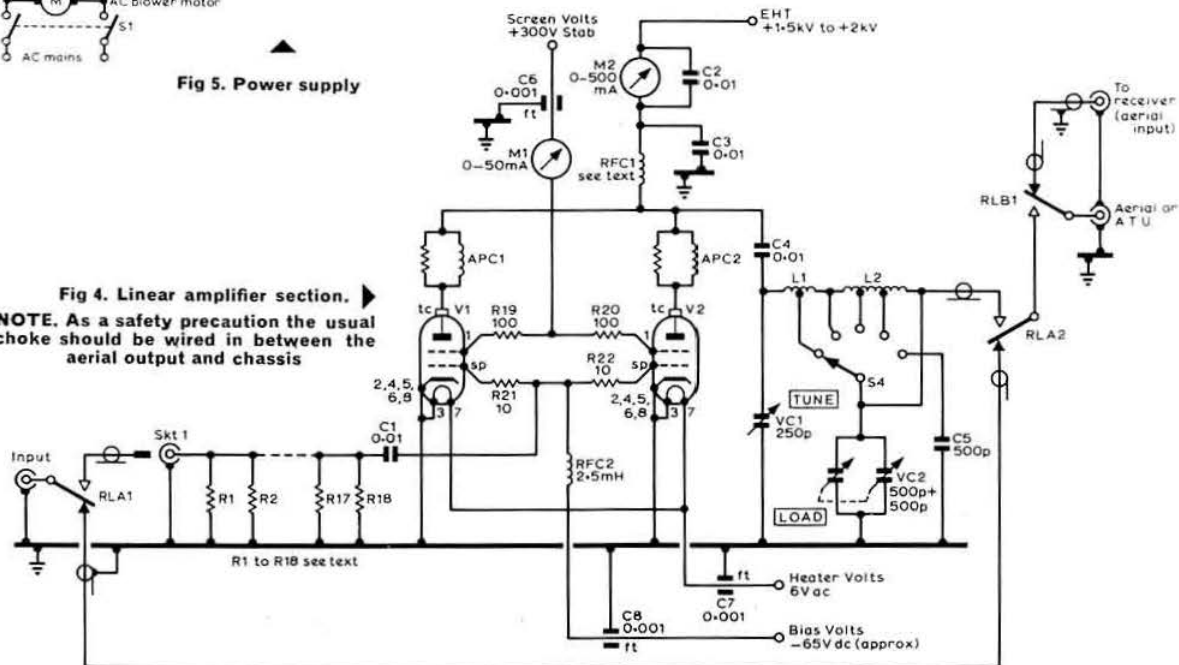 M
AC blower motor
S1
AC mains
Fig 5. Power supply
Screen Volts
+300V Stab
EHT
+1·5kV to +2kV
C6
0·001
ft
M2
0-500
mA
C2
0·01
M1
0-50mA
C3
0·01
RFC1
see text
To
receiver
(aerial
input)
RLB1
Aerial or
A T U
APC1
APC2
C4
0·01
L1
L2
RLA2
Fig 4. Linear amplifier section.
NOTE. As a safety precaution the usual
choke should be wired in between the
aerial output and chassis
tc
V1
R19
100
R20
100
tc
V2
1
1
sp
sp
R21
10
R22
10
2,4,5,
6,8
3
7
2,4,5,
6,8
3
7
S4
TUNE
VC1
250p
C5
500p
VC2
500p+
500p
LOAD
Input
RLA1
Skt 1
C1
0·01
R1
R2
R17
R18
RFC2
2·5mH
R1 to R18 see text
ft
C7
0·001
Heater Volts
6V ac
C8
0·001
ft
Bias Volts
-65V dc (approx)